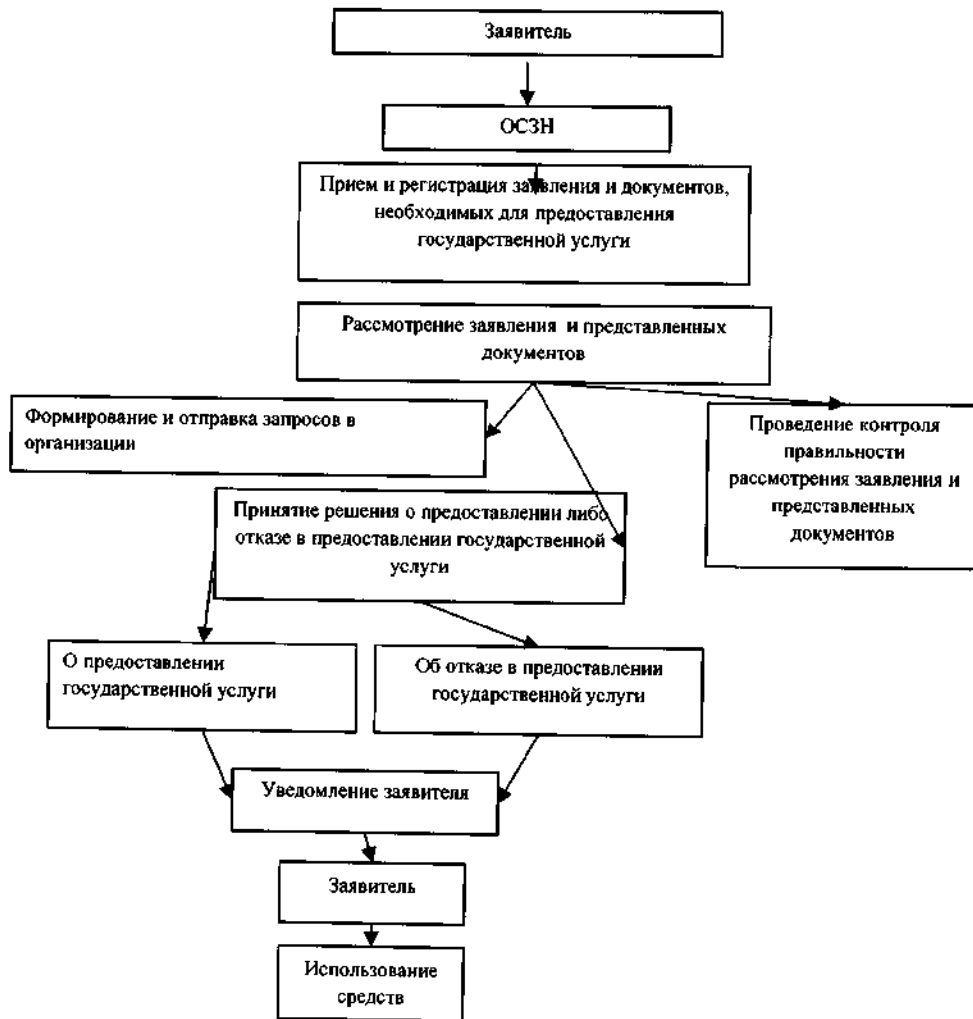 Заявитель
ОСЗН
Прием и регистрация заявления и документов,
необходимых для предоставления
государственной услуги
Рассмотрение заявления и представленных
документов
Формирование и отправка запросов в
организации
Проведение контроля
правильности
рассмотрения заявления и
представленных
документов
Принятие решения о предоставлении либо
отказе в предоставлении государственной
услуги
О предоставлении
государственной услуги
Об отказе в предоставлении
государственной услуги
Уведомление заявителя
Заявитель
Использование
средств